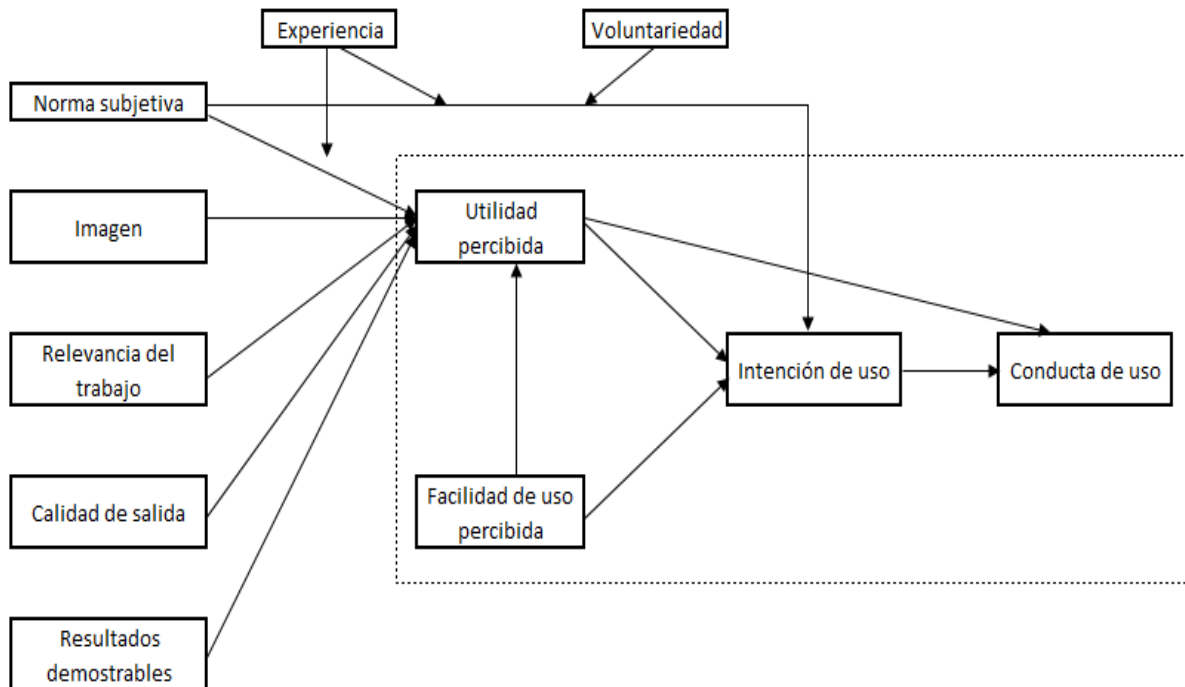 Experiencia
Voluntariedad
Norma subjetiva
Imagen
Utilidad
percibida
Relevancia del
trabajo
Intención de uso
Conducta de uso
Calidad de salida
Facilidad de uso
percibida
Resultados
demostrables